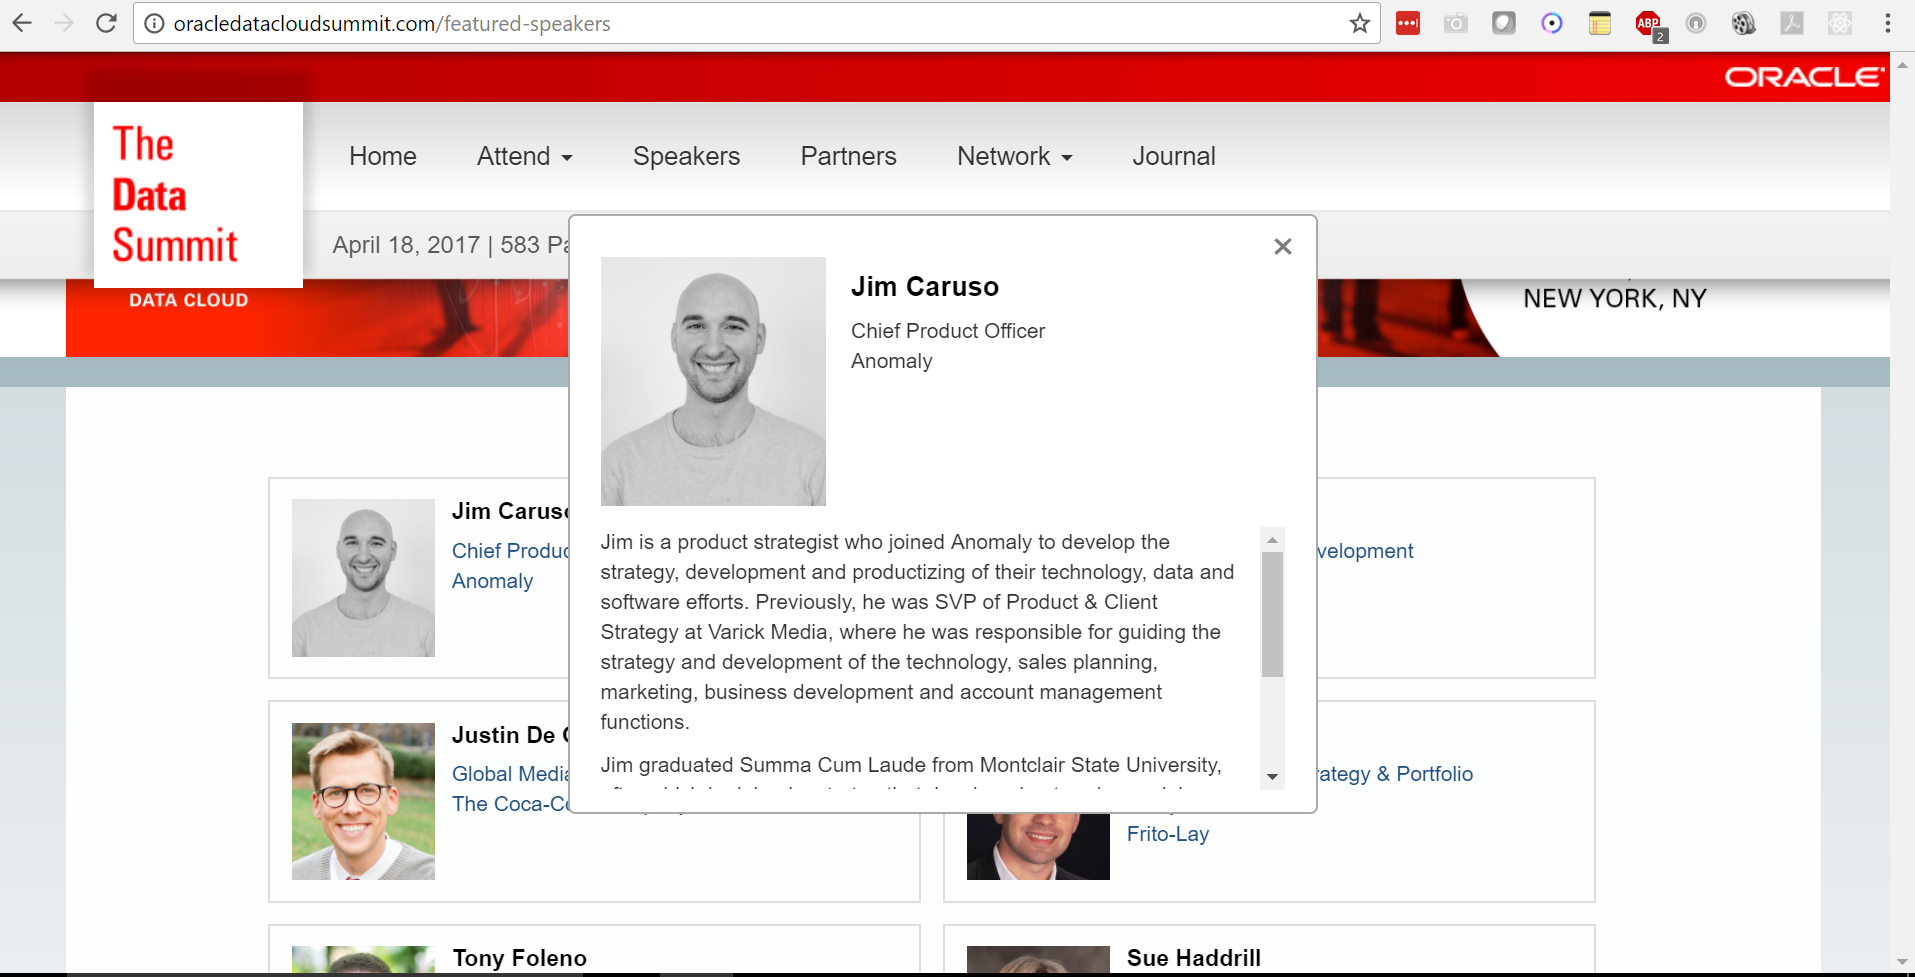 oracledatacloudsummit.com/featured-speakers
ABP
2
ORACLE
The
Data
Summit
Home
Attend
Speakers
Partners
Network
Journal
April 18, 2017 | 583
DATA CLOUD
NEW YORK, NY
Jim Caruso
Chief Product Officer
Anomaly
Jim is a product strategist who joined Anomaly to develop the
strategy, development and productizing of their technology, data and
software efforts. Previously, he was SVP of Product & Client
Strategy at Varick Media, where he was responsible for guiding the
strategy and development of the technology, sales planning,
marketing, business development and account management
functions.
Jim graduated Summa Cum Laude from Montclair State University,
Jim Carus
Chief Produc
Anomaly
velopment
Justin De
Global Media
The Coca-Co
rategy & Portfolio
Frito-Lay
Tony Foleno
Sue Haddrill